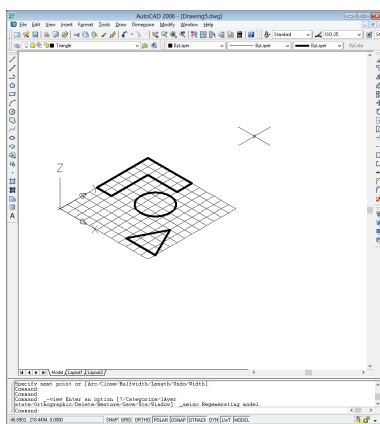 AutoCAD 2006 - [Drawing5.dwg]
File Edit View Insert Format Tools Draw Dimension Modify Window Help
Standard ISO-25 St
Triangle ByLayer ByLayer ByLayer ByColor
Z
Y
X
A
Model Layout1 Layout2
Specify next point or [Arc/Close/Halfwidth/Length/Undo/Width]:
Command:
Command:
Command: _-view Enter an option [?/Categorize/lAyer
state/Orthographic/Delete/Restore/Save/Ucs/Window]: _seiso Regenerating model.
Command:
SNAP GRID ORTHO POLAR OSNAP OTRACK DYN LWT MODEL